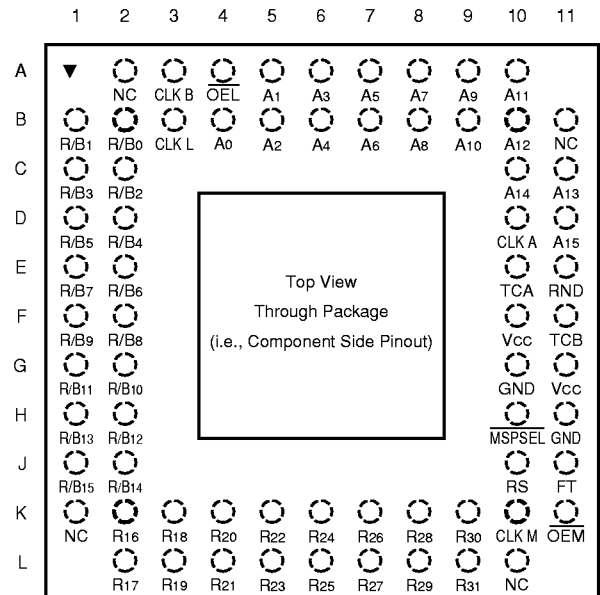 1 2 3 4 5 6 7 8 9 10 11
A
NC CLK B OEL A1 A3 A5 A7 A9 A11
B
R/B1 R/B0 CLK L A0 A2 A4 A6 A8 A10 A12 NC
C
R/B3 R/B2 A14 A13
D
R/B5 R/B4 CLK A A15
E
R/B7 R/B6 TCA RND
Top View
Through Package
(i.e., Component Side Pinout)
F
R/B9 R/B8 Vcc TCB
G
R/B11 R/B10 GND Vcc
H
R/B13 R/B12 MSPSEL GND
J
R/B15 R/B14 RS FT
K
NC R16 R18 R20 R22 R24 R26 R28 R30 CLK M OEM
L
R17 R19 R21 R23 R25 R27 R29 R31 NC